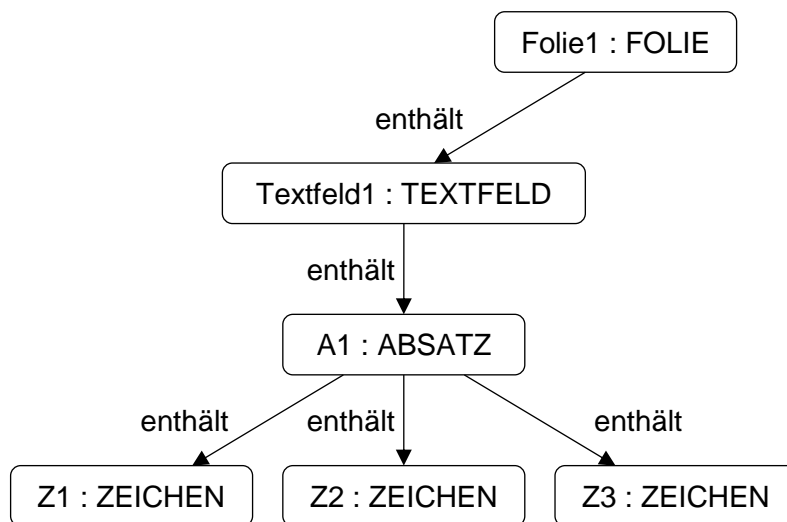 Folie1 : FOLIE
enthält
Textfeld1 : TEXTFELD
enthält
A1 : ABSATZ
enthält
enthält
enthält
Z1 : ZEICHEN
Z2 : ZEICHEN
Z3 : ZEICHEN